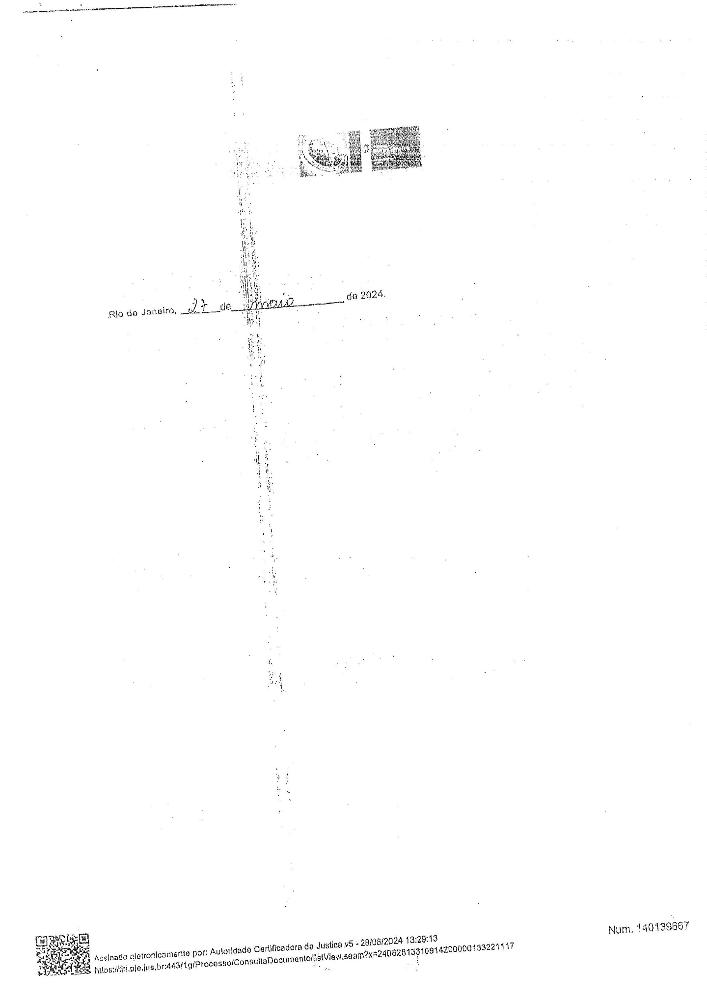 Rio de Janeiro, 27 de maio de 2024.
Num. 140139667
Assinado eletronicamente por: Autoridade Certificadora da Justica v5 - 28/08/2024 13:29:13
https://tjrj.pje.jus.br:443/1g/Processo/ConsultaDocumento/listView.seam?x=24082813310914200000133221117